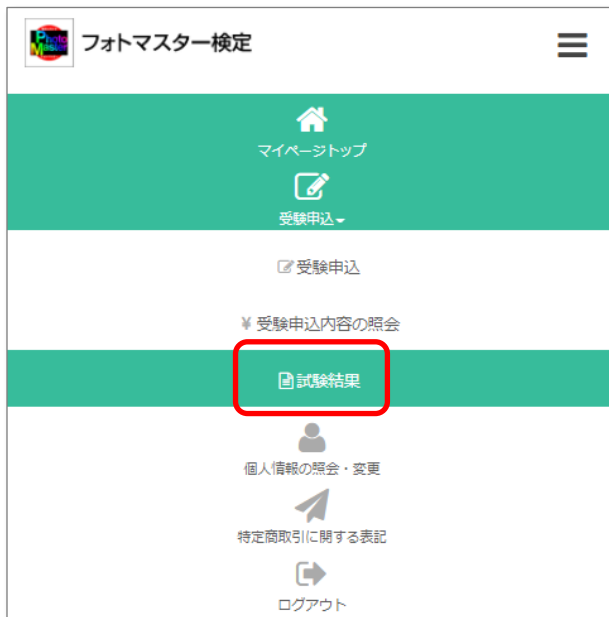 Photo
Master
フォトマスター検定
マイページトップ
受験申込
受験申込
¥ 受験申込内容の照会
試験結果
個人情報の照会・変更
特定商取引に関する表記
ログアウト